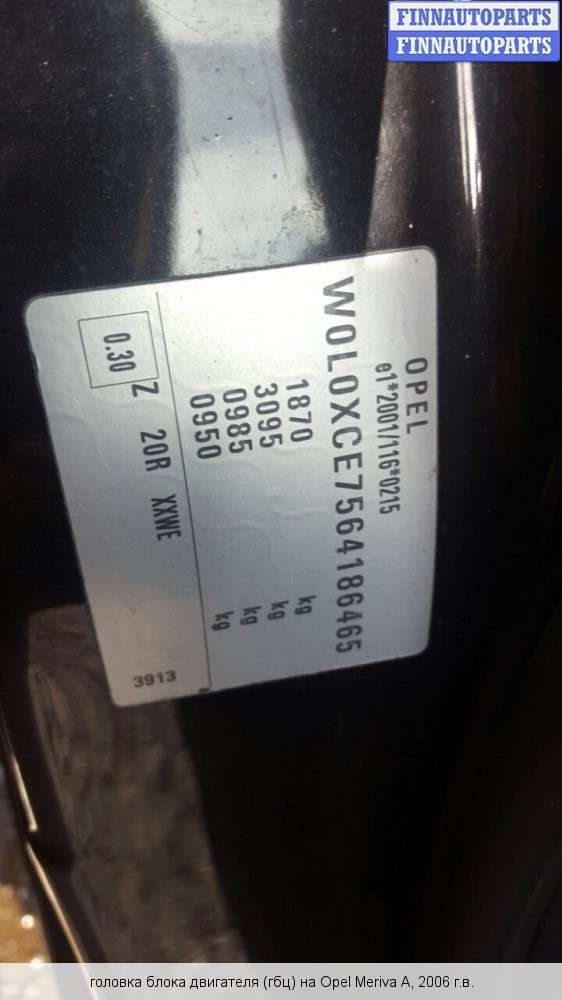 FINNAUTOPARTS
FINNAUTOPARTS
OPEL
e1*2001/116*0215
W0L0XCE7564186465
1870 kg
3095 kg
0985 kg
0950 kg
0.30 Z 20R XXWE
3913
головка блока двигателя (гбц) на Opel Meriva A, 2006 г.в.